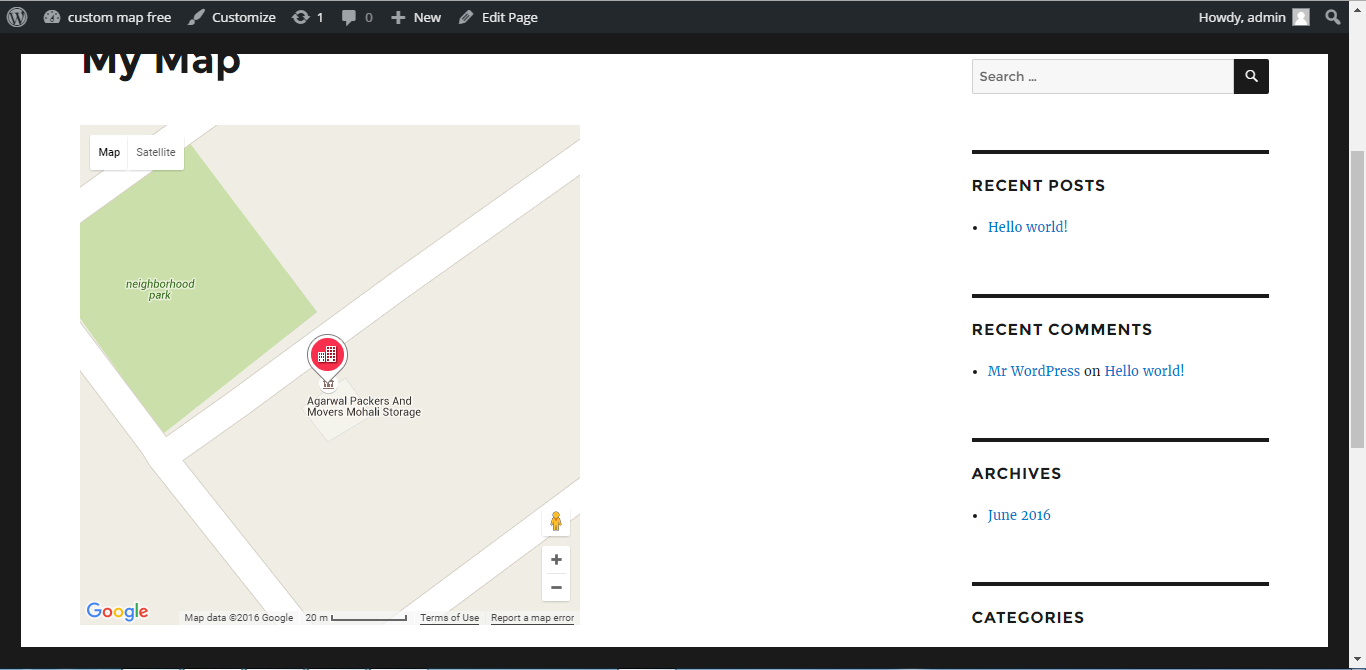 custom map free
Customize
1
0
New
Edit Page
Howdy, admin
My Map
Search ...
Map
Satellite
neighborhood
park
Agarwal Packers And
Movers Mohali Storage
Google
Map data ©2016 Google
20 m
Terms of Use
Report a map error
RECENT POSTS
Hello world!
RECENT COMMENTS
Mr WordPress on Hello world!
ARCHIVES
June 2016
CATEGORIES